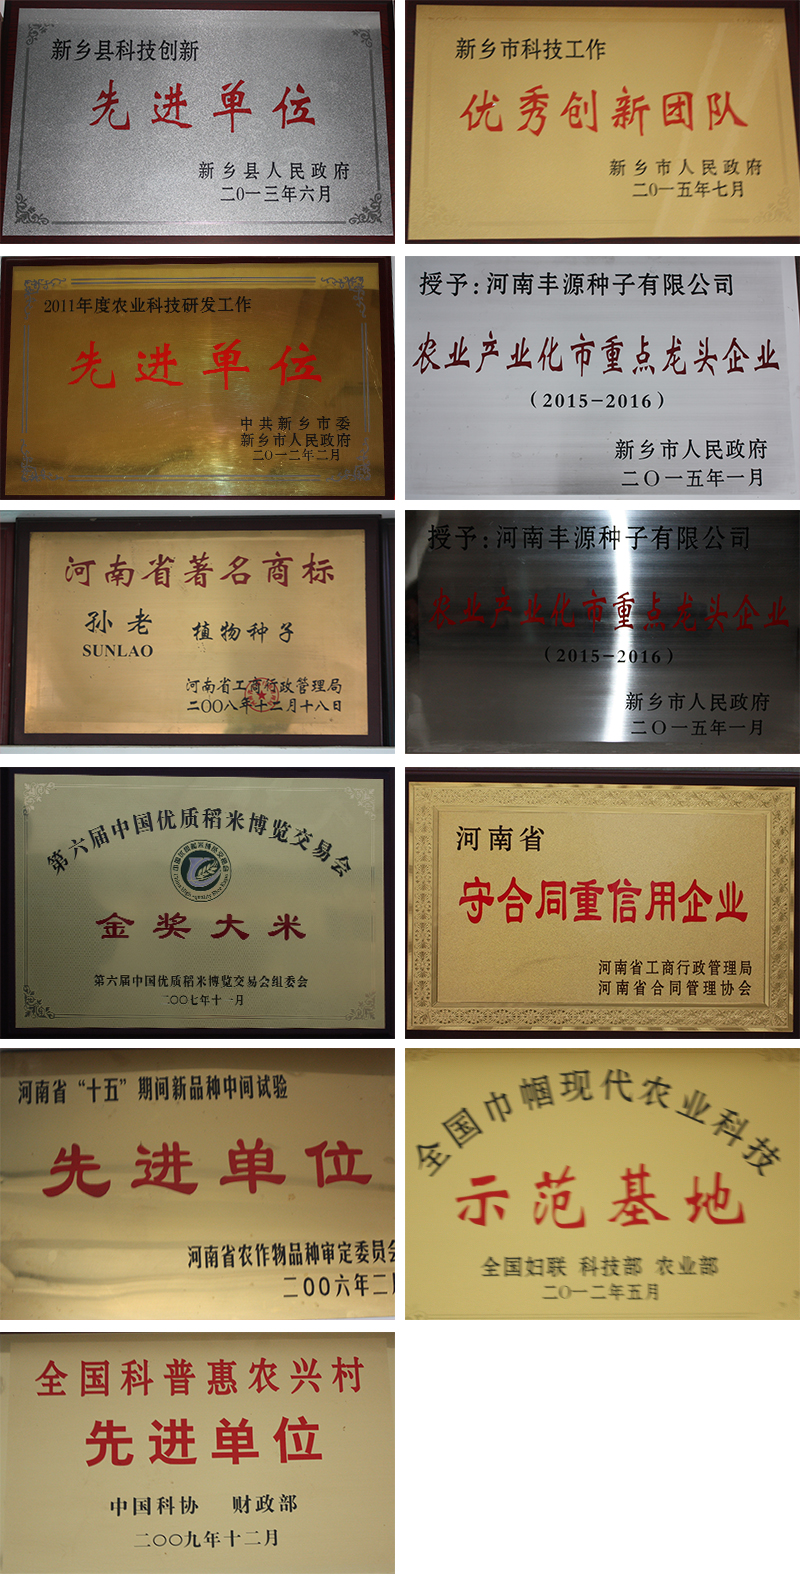 新乡县科技创新
先进单位
新乡县人民政府
二0一三年六月
新乡市科技工作
优秀创新团队
新乡市人民政府
二0一五年七月
2011年度农业科技研发工作
先进单位
中共新乡市委
新乡市人民政府
二〇一二年二月
授予:河南丰源种子有限公司
农业产业化市重点龙头企业
(2015-2016)
新乡市人民政府
二〇一五年一月
河南省著名商标
孙老
SUNLAO
植物种子
河南省工商行政管理局
二〇〇八年十二月十八日
授予:河南丰源种子有限公司
农业产业化市重点龙头企业
(2015-2016)
新乡市人民政府
二〇一五年一月
第六届中国优质稻米博览交易会
金奖大米
第六届中国优质稻米博览交易会组委会
二〇〇七年十一月
河南省
守合同重信用企业
河南省工商行政管理局
河南省合同管理协会
河南省“十五”期间新品种中间试验
先进单位
河南省农作物品种审定委员会
二〇〇六年二月
全国巾帼现代农业科技
示范基地
全国妇联 科技部 农业部
二〇一二年五月
全国科普惠农兴村
先进单位
中国科协 财政部
二〇〇九年十二月